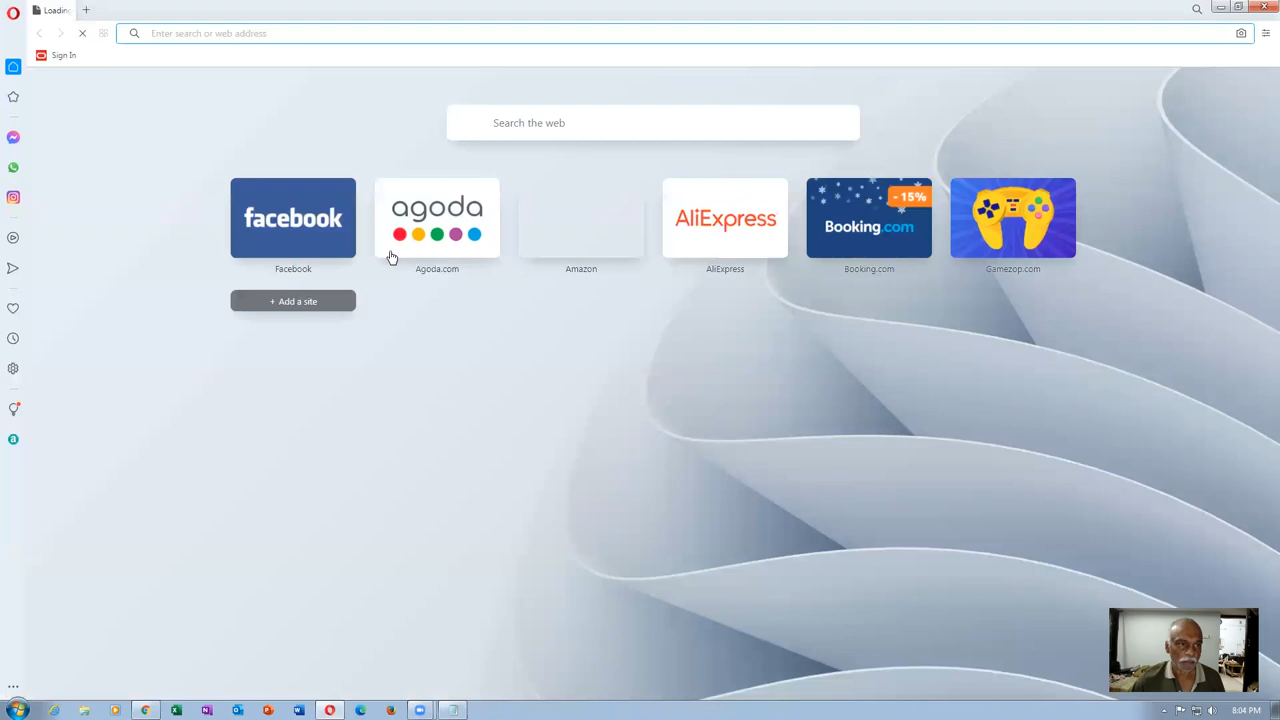 Loading
Enter search or web address
Sign In
Search the web
facebook
agoda
AliExpress
- 15%
Booking.com
Facebook
Agoda.com
Amazon
AliExpress
Booking.com
Gamezop.com
+ Add a site
a
8:04 PM